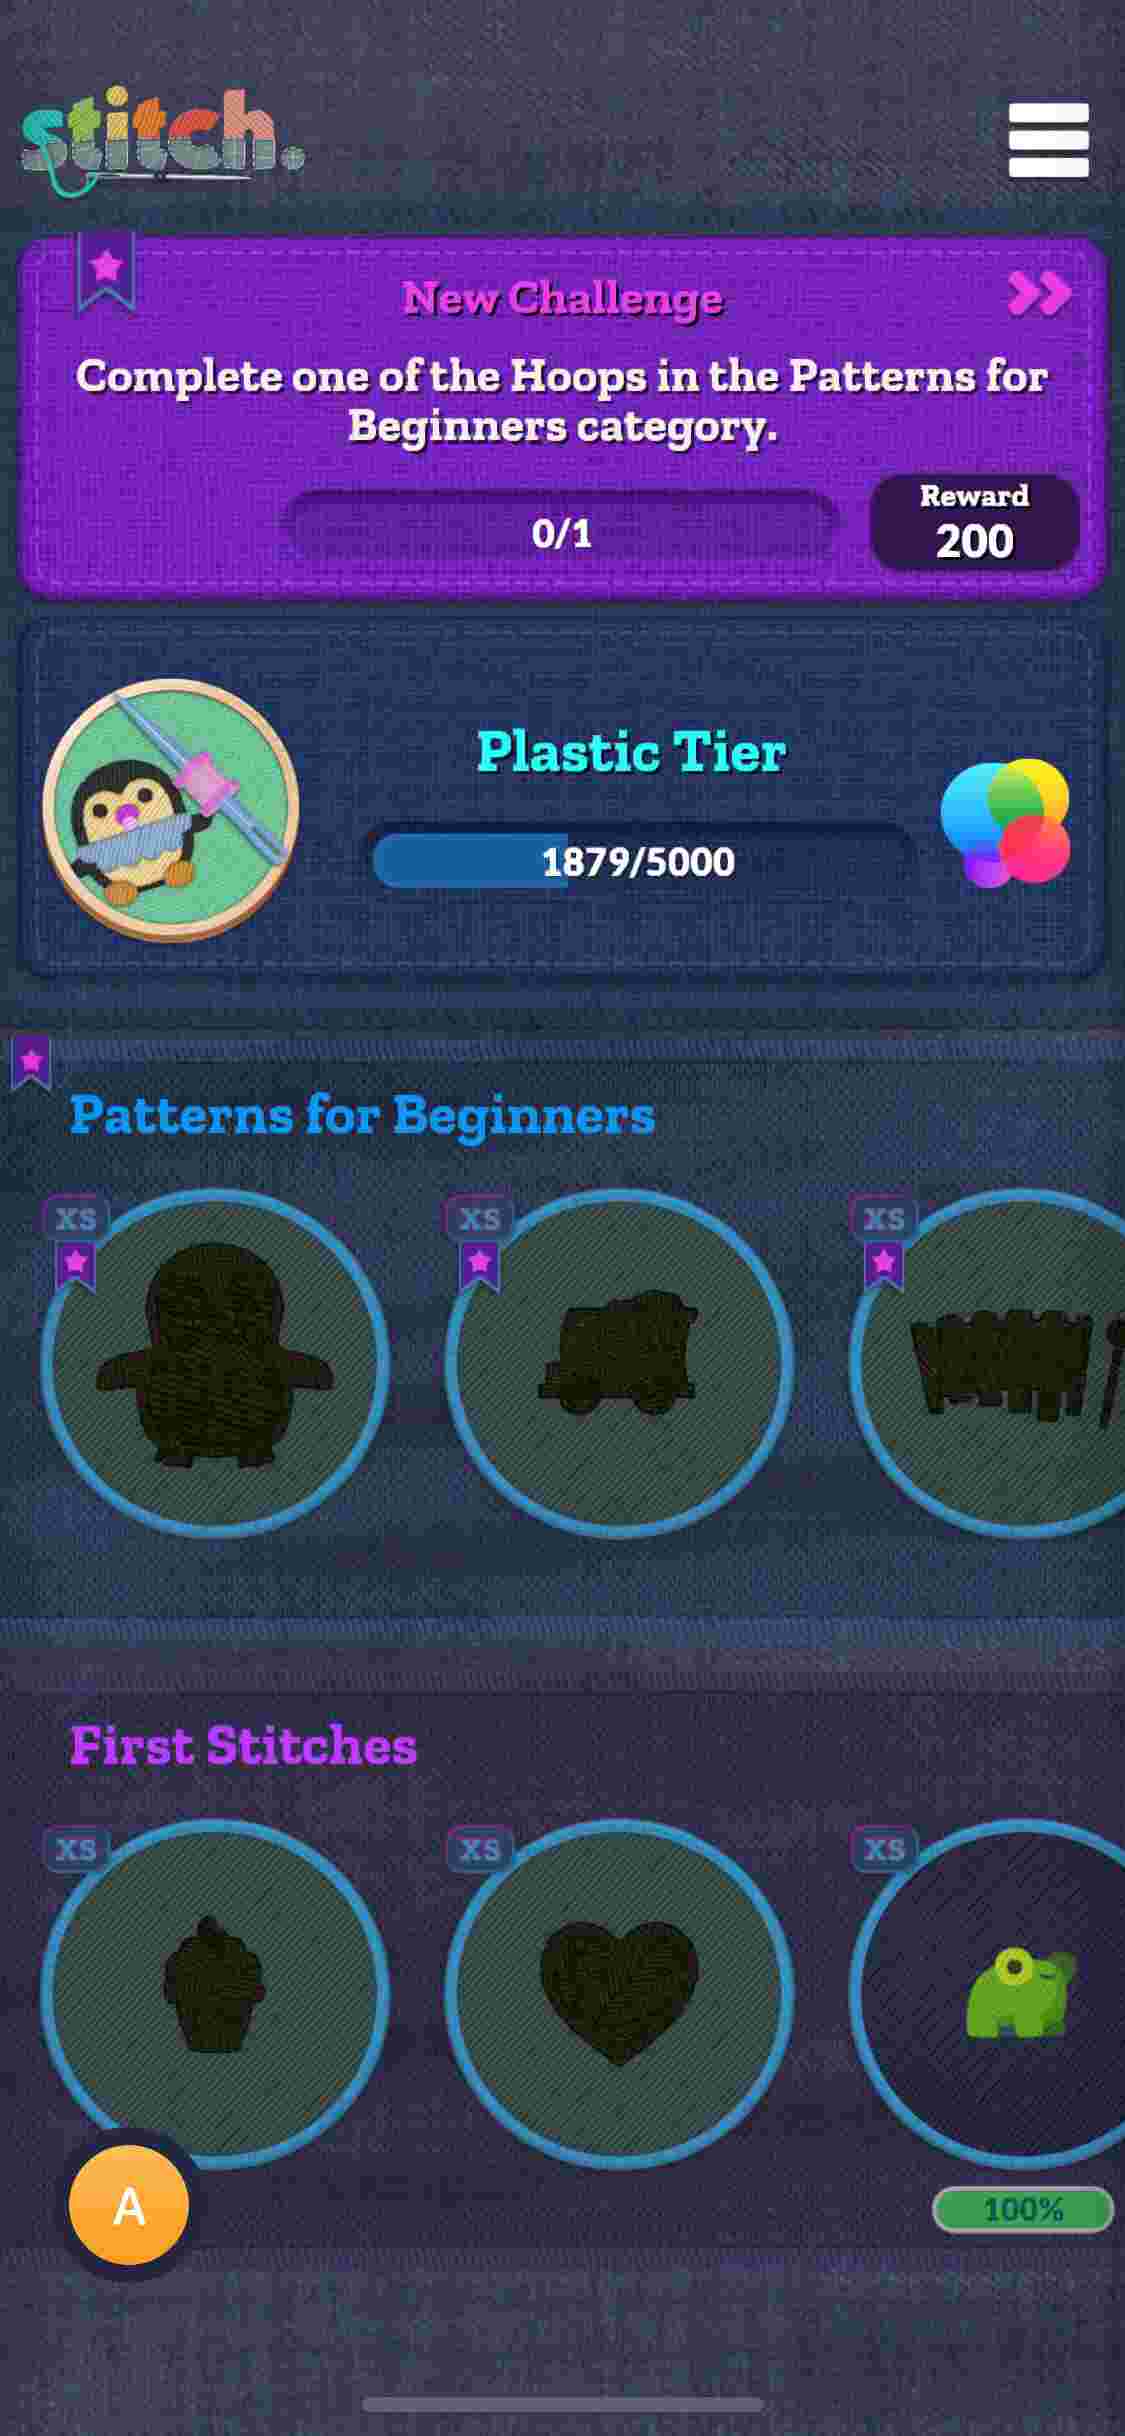 stitch.
New Challenge
Complete one of the Hoops in the Patterns for
Beginners category.
0/1
Reward
200
Plastic Tier
1879/5000
Patterns for Beginners
XS
XS
XS
First Stitches
XS
XS
XS
A
100%